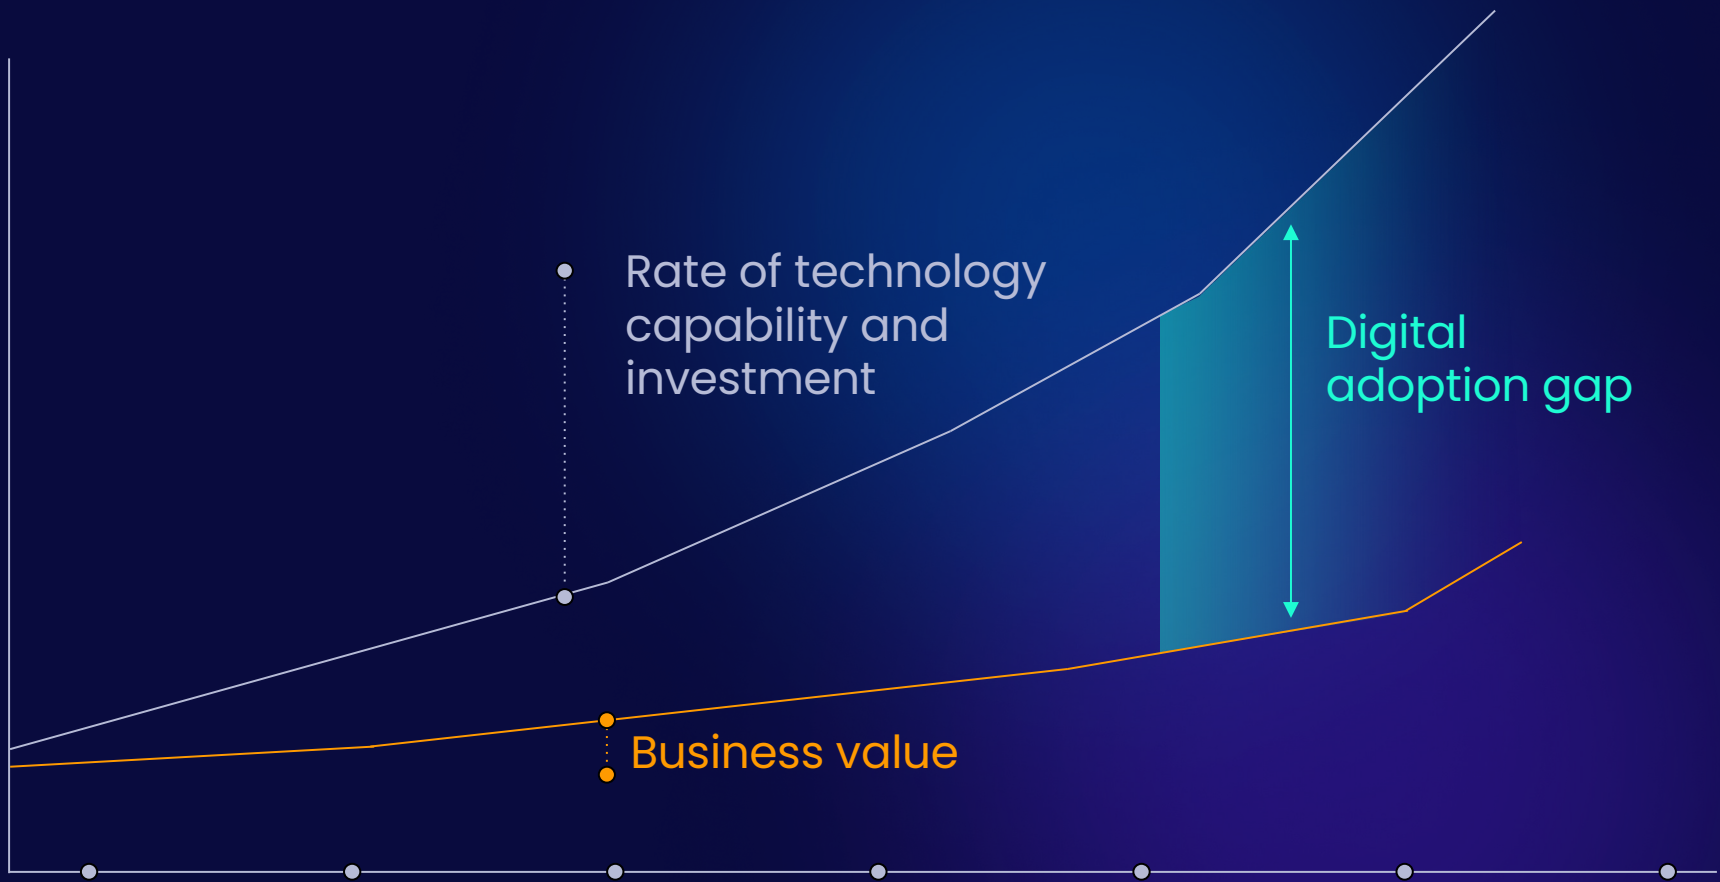 Rate of technology
capability and
investment
Digital
adoption gap
Business value